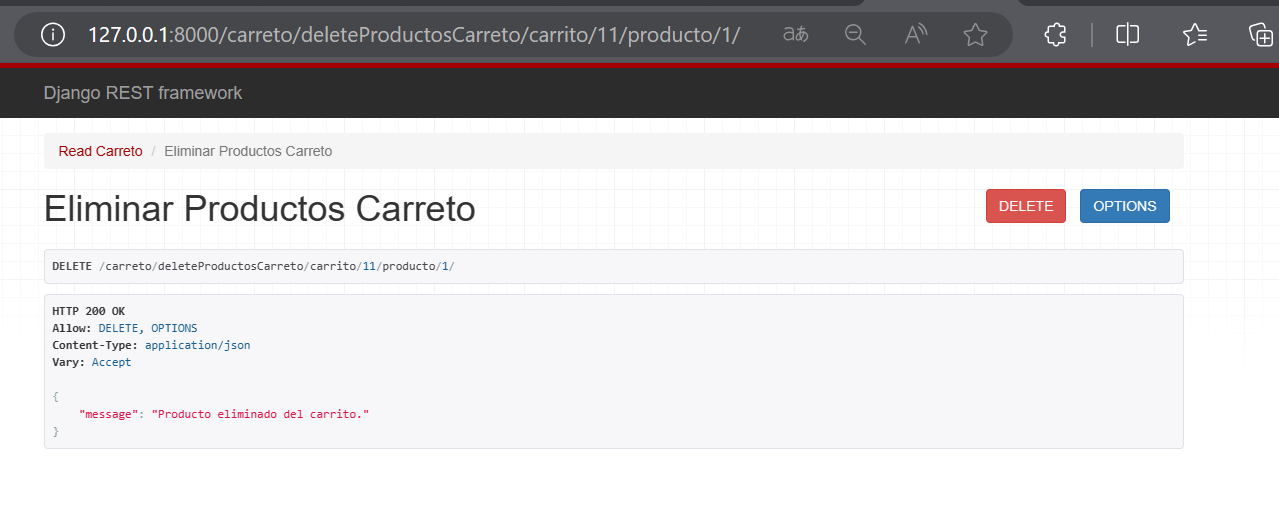 127.0.0.1:8000/carreto/deleteProductosCarreto/carrito/11/producto/1/ aあ A
Django REST framework
Read Carreto / Eliminar Productos Carreto
Eliminar Productos Carreto DELETE OPTIONS
DELETE /carreto/deleteProductosCarreto/carrito/11/producto/1/
HTTP 200 OK
Allow: DELETE, OPTIONS
Content-Type: application/json
Vary: Accept
{
"message": "Producto eliminado del carrito."
}